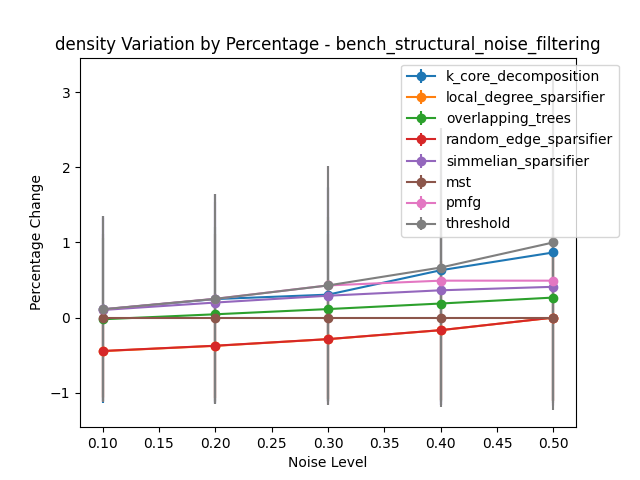 density Variation by Percentage - bench_structural_noise_filtering
3
2
1
0
−1
Percentage Change
k_core_decomposition
local_degree_sparsifier
overlapping_trees
random_edge_sparsifier
simmelian_sparsifier
mst
pmfg
threshold
0.10 0.15 0.20 0.25 0.30 0.35 0.40 0.45 0.50
Noise Level